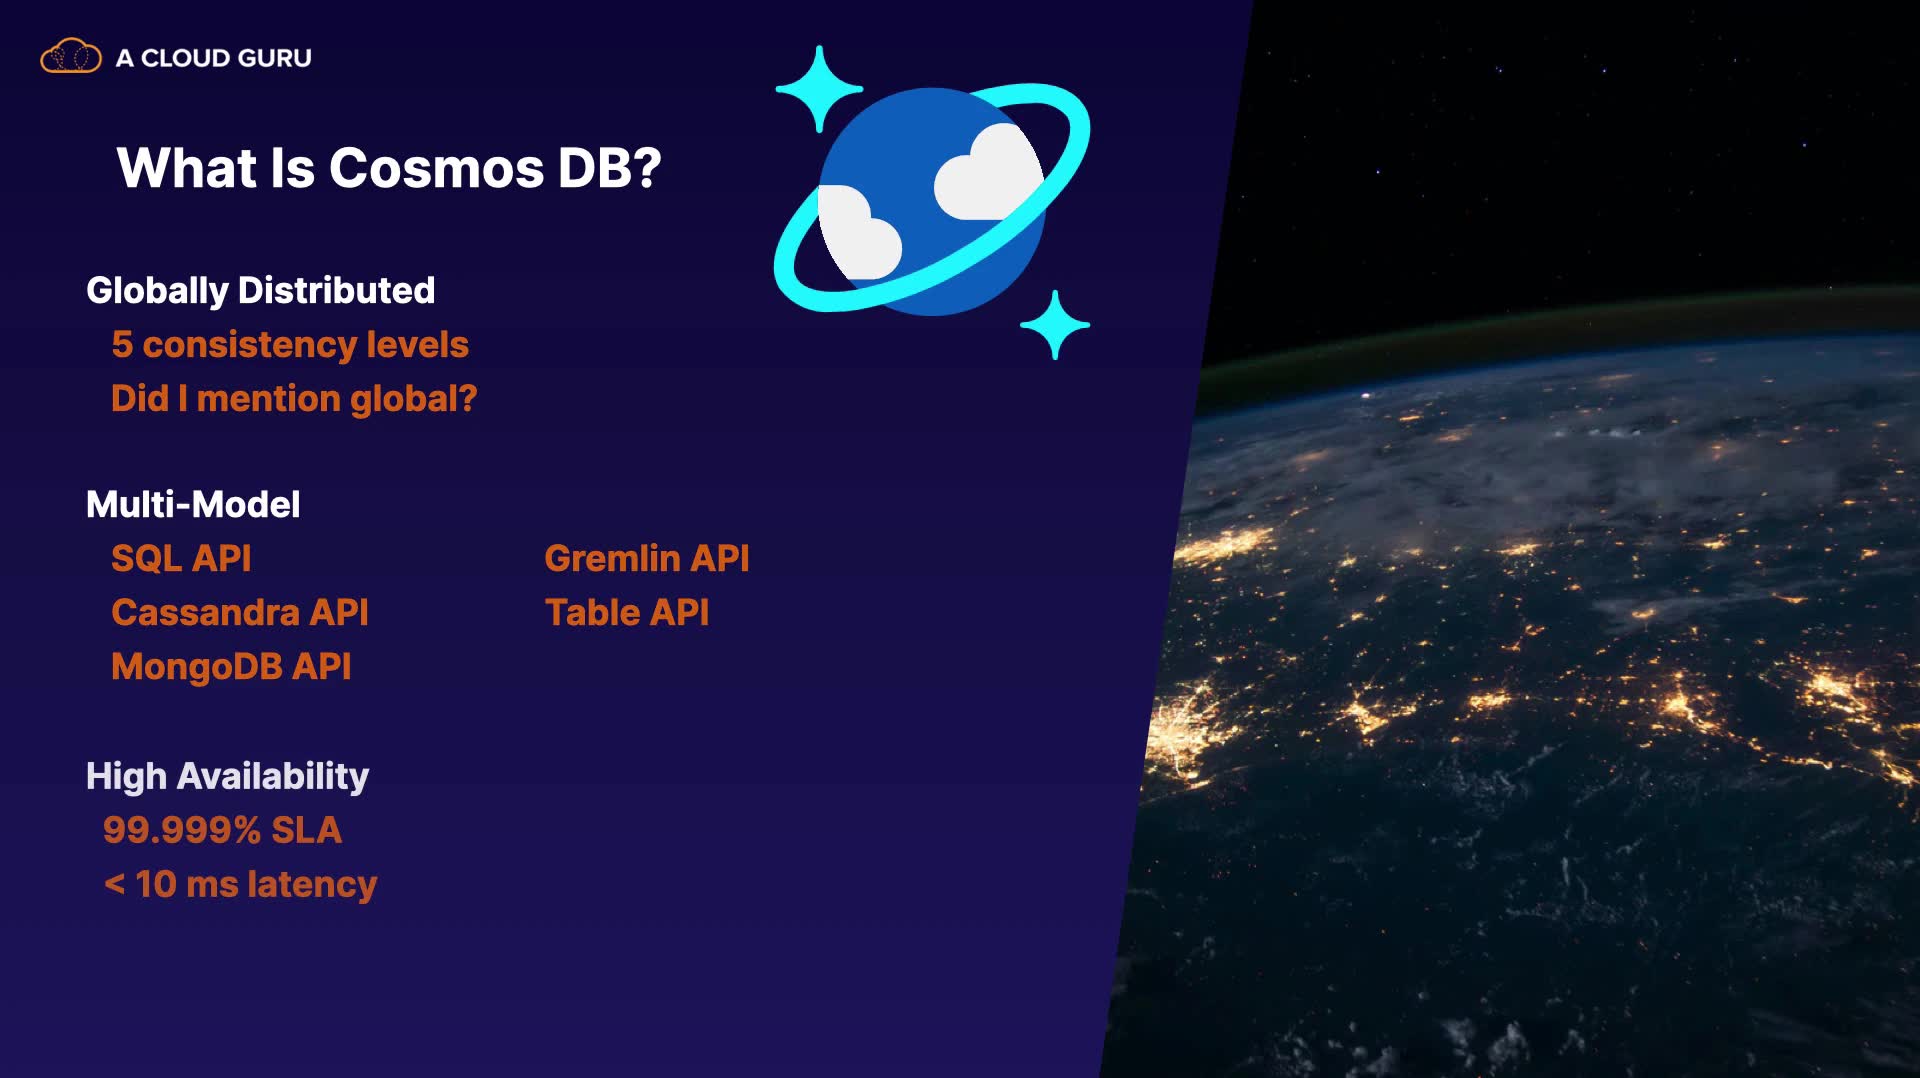 A CLOUD GURU
What Is Cosmos DB?
Globally Distributed
5 consistency levels
Did I mention global?
Multi-Model
SQL API
Cassandra API
MongoDB API
Gremlin API
Table API
High Availability
99.999% SLA
< 10 ms latency